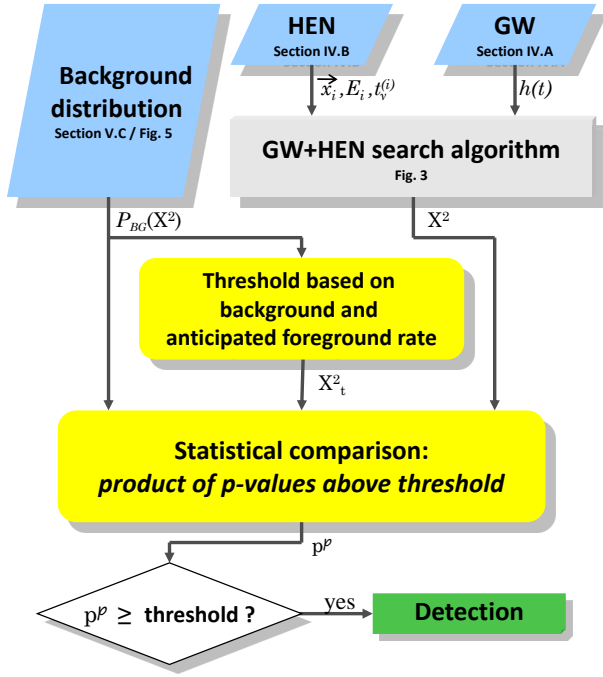 HEN
Section IV.B
GW
Section IV.A
Background
distribution
Section V.C / Fig. 5
x⃗ᵢ, Eᵢ, tᵥ⁽ⁱ⁾
h(t)
GW+HEN search algorithm
Fig. 3
P_BG(X²)
X²
Threshold based on
background and
anticipated foreground rate
X²ₜ
Statistical comparison:
product of p-values above threshold
pᵖ
pᵖ ≥ threshold ?
yes
Detection